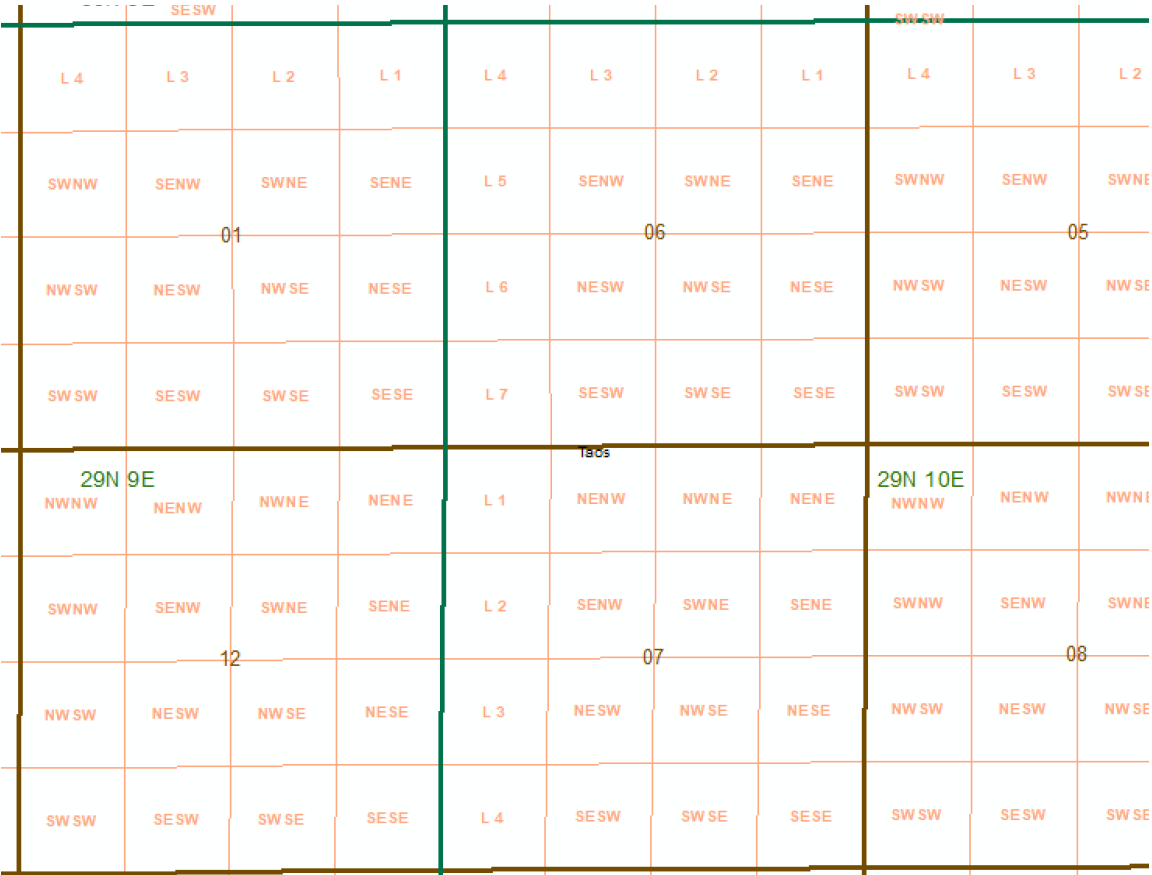 SESW
SWSW
L 4 L 3 L 2 L 1 L 4 L 3 L 2 L 1 L 4 L 3 L 2
SWNW SENW SWNE SENE L 5 SENW SWNE SENE SWNW SENW SWNE
01 06 05
NWSW NESW NWSE NESE L 6 NESW NWSE NESE NWSW NESW NWSE
SWSW SESW SWSE SESE L 7 SESW SWSE SESE SWSW SESW SWSE
Taos
29N 9E 29N 10E
NWNW NENW NWNE NENE L 1 NENW NWNE NENE NWNW NENW NWNE
SWNW SENW SWNE SENE L 2 SENW SWNE SENE SWNW SENW SWNE
12 07 08
NWSW NESW NWSE NESE L 3 NESW NWSE NESE NWSW NESW NWSE
SWSW SESW SWSE SESE L 4 SESW SWSE SESE SWSW SESW SWSE